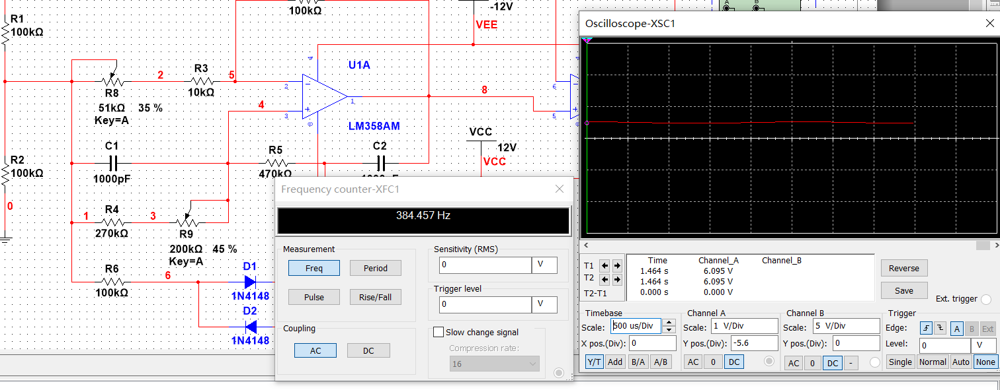 R1
100kΩ
100kΩ
-12V
VEE
R8
51kΩ 35 %
Key=A
2
R3
10kΩ
5
4
2
3
4
8
1
U1A
LM358AM
8
6
5
C1
1000pF
R2
100kΩ
0
R5
470kΩ
C2
VCC
12V
VCC
1
R4
270kΩ
3
R9
200kΩ 45 %
Key=A
R6
100kΩ
6
D1
1N4148
D2
1N4148
A B
Frequency counter-XFC1
384.457 Hz
Measurement
Freq Period
Pulse Rise/Fall
Coupling
AC DC
Sensitivity (RMS)
0 V
Trigger level
0 V
Slow change signal
Compression rate:
16
Oscilloscope-XSC1
Time Channel_A Channel_B
T1 1.464 s 6.095 V
T2 1.464 s 6.095 V
T2-T1 0.000 s 0.000 V
Reverse
Save
Ext. trigger
Timebase
Scale: 500 us/Div
X pos.(Div): 0
Y/T Add B/A A/B
Channel A
Scale: 1 V/Div
Y pos.(Div): -5.6
AC 0 DC
Channel B
Scale: 5 V/Div
Y pos.(Div): 0
AC 0 DC -
Trigger
Edge: A B Ext
Level: 0 V
Single Normal Auto None